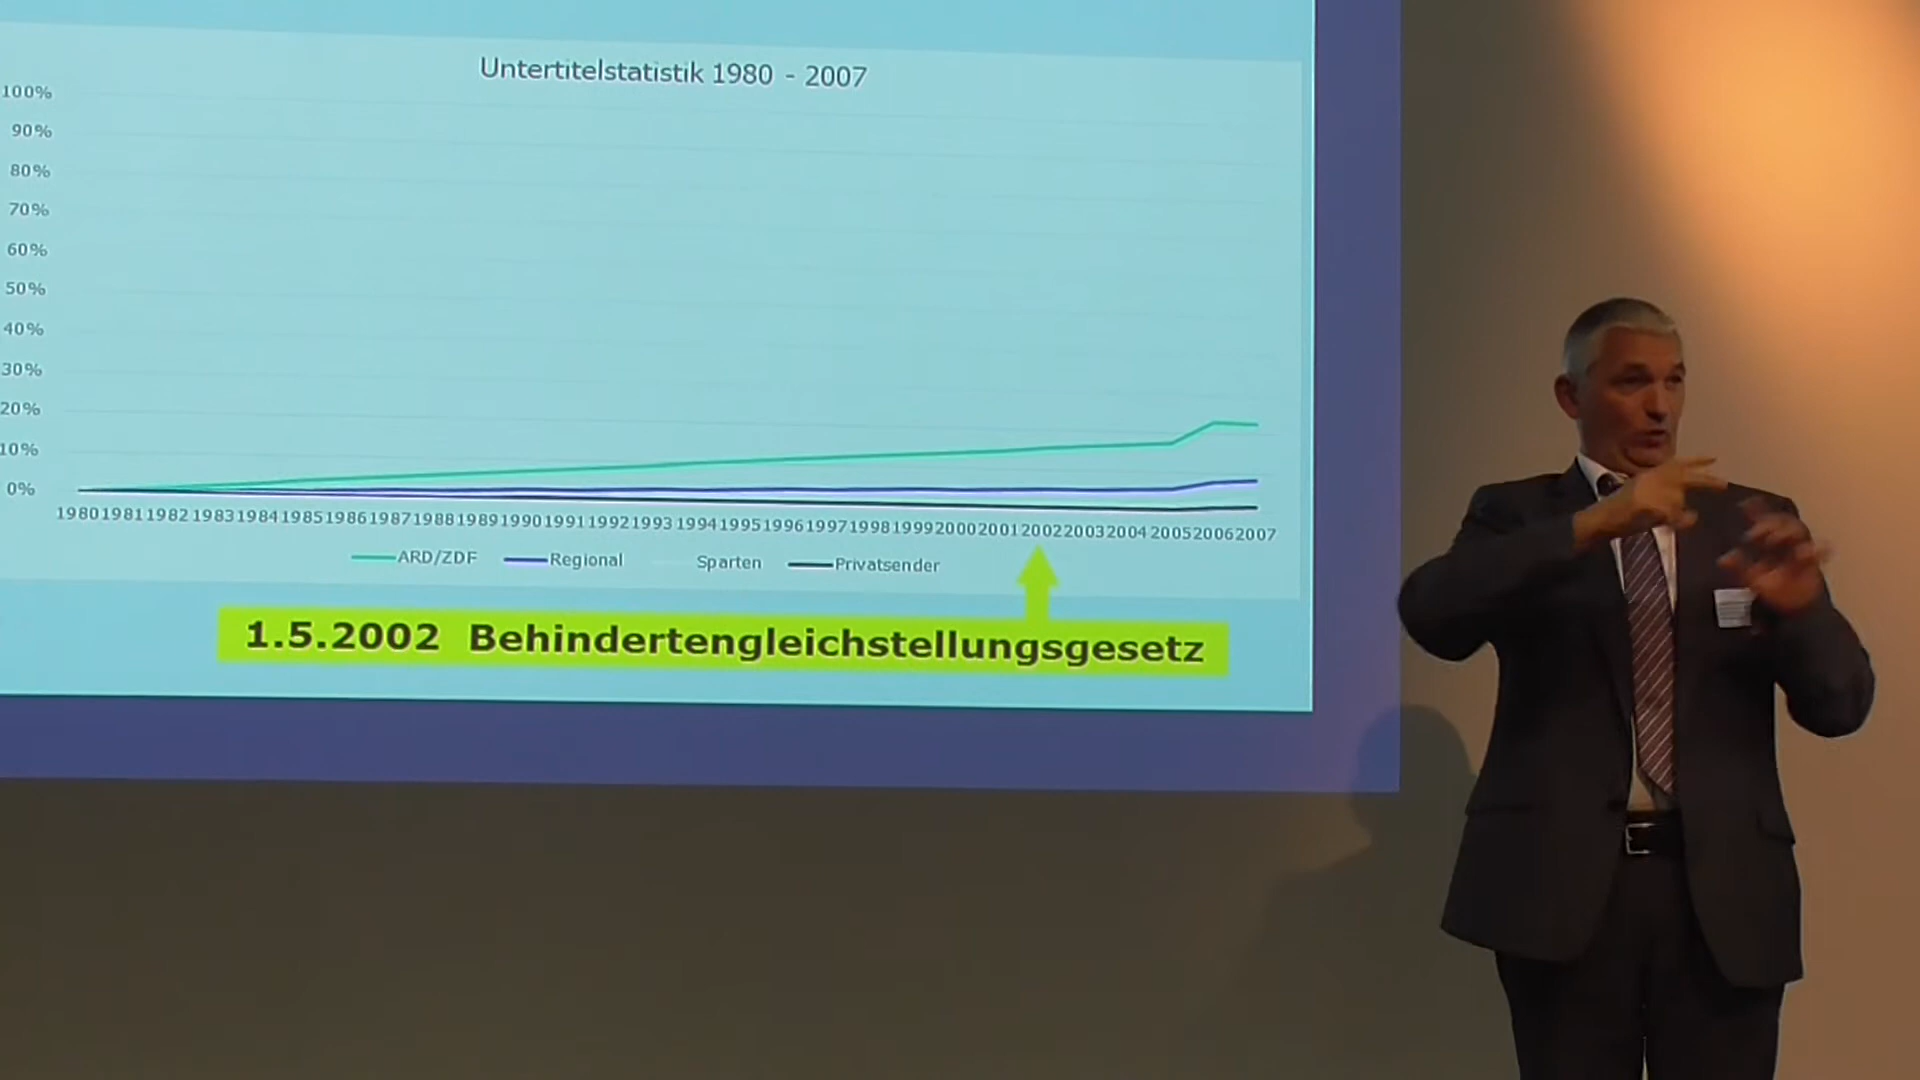 Untertitelstatistik 1980 - 2007
100%
90%
80%
70%
60%
50%
40%
30%
20%
10%
0%
1980 1981 1982 1983 1984 1985 1986 1987 1988 1989 1990 1991 1992 1993 1994 1995 1996 1997 1998 1999 2000 2001 2002 2003 2004 2005 2006 2007
ARD/ZDF Regional Sparten Privatsender
1.5.2002 Behindertengleichstellungsgesetz